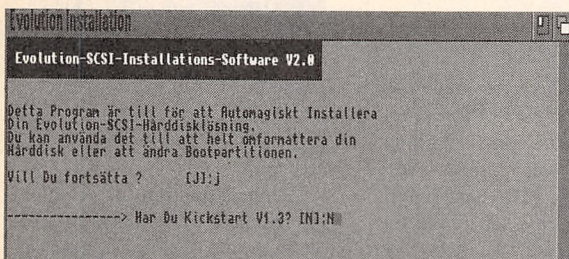 Evolution Installation
Evolution-SCSI-Installations-Software V2.0
Detta Program är till för att Automagiskt Installera
Din Evolution-SCSI-Hårddisklösning.
Du kan använda det till att helt omformattera din
Hårddisk eller att ändra Bootpartitionen.
Vill Du fortsätta ? [J]:j
----------------> Har Du Kickstart V1.3? [N]:N